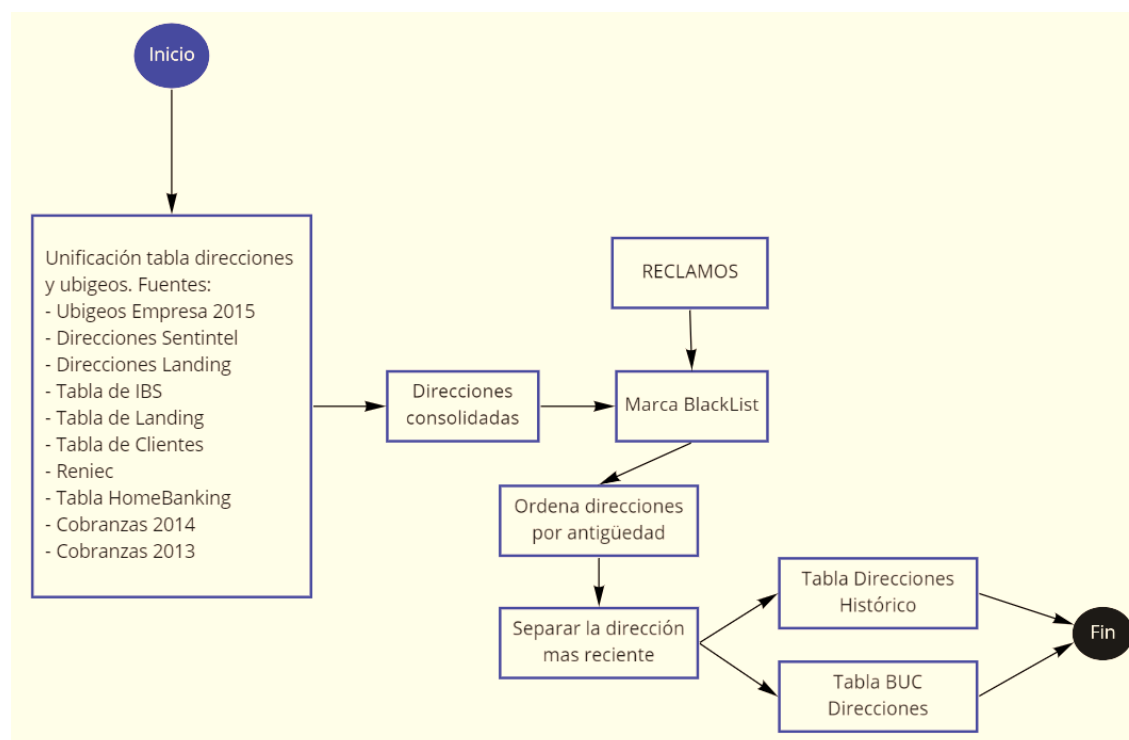 Inicio
Unificación tabla direcciones
y ubigeos. Fuentes:
- Ubigeos Empresa 2015
- Direcciones Sentintel
- Direcciones Landing
- Tabla de IBS
- Tabla de Landing
- Tabla de Clientes
- Reniec
- Tabla HomeBanking
- Cobranzas 2014
- Cobranzas 2013
Direcciones
consolidadas
RECLAMOS
Marca BlackList
Ordena direcciones
por antigüedad
Separar la dirección
mas reciente
Tabla Direcciones
Histórico
Tabla BUC
Direcciones
Fin